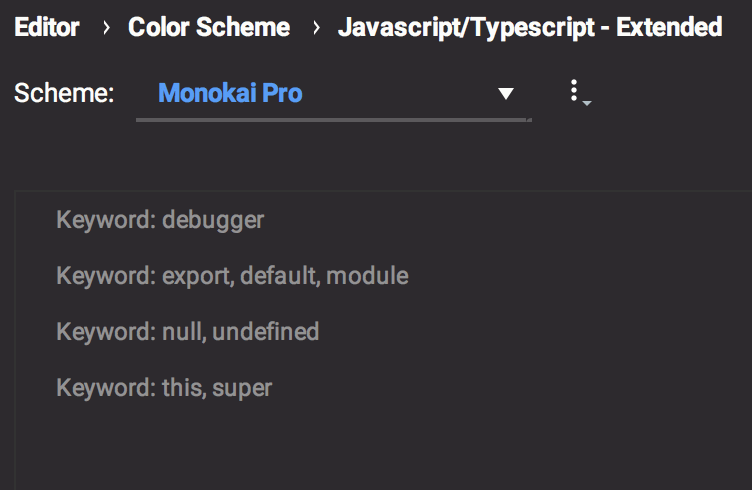 Editor › Color Scheme › Javascript/Typescript - Extended
Scheme: Monokai Pro
Keyword: debugger
Keyword: export, default, module
Keyword: null, undefined
Keyword: this, super